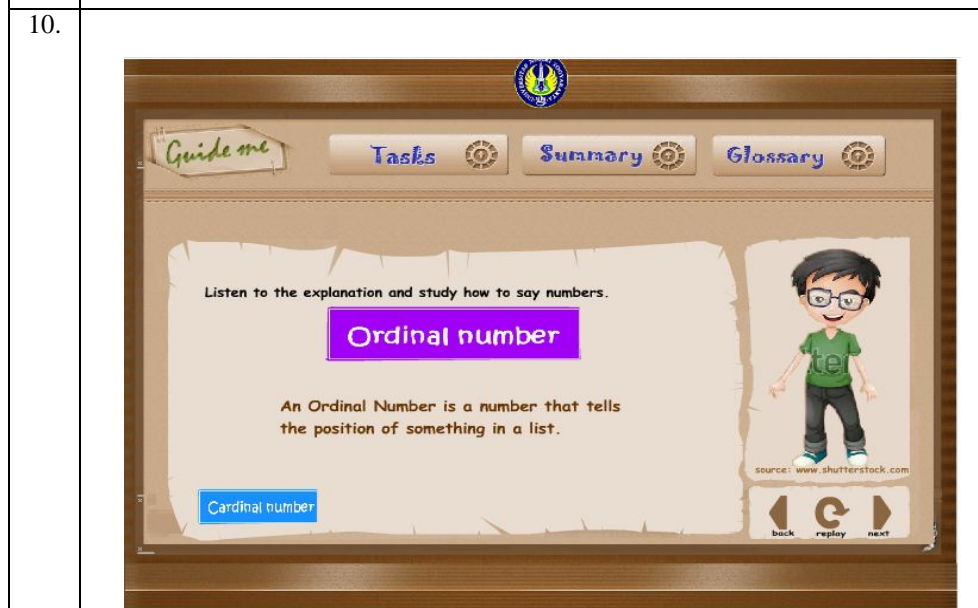 10.
Guide me
Tasks
Summary
Glossary
Listen to the explanation and study how to say numbers.
Ordinal number
An Ordinal Number is a number that tells
the position of something in a list.
Cardinal number
source: www.shutterstock.com
back replay next